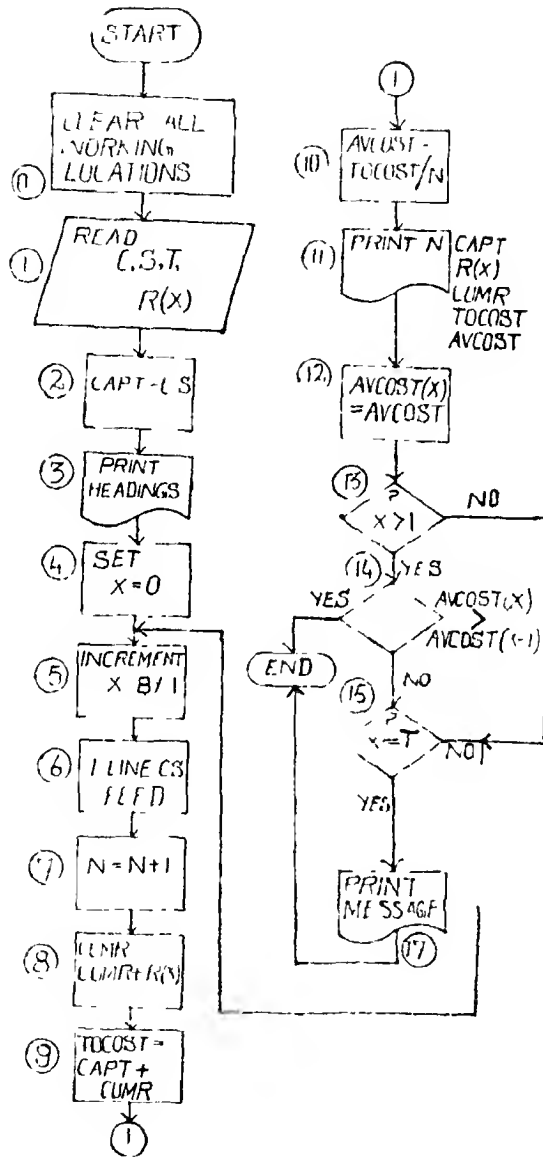 START
CLEAR ALL
WORKING
LOCATIONS
0
READ
C.S.T.
R(X)
1
2
CAPT-C S
3
PRINT
HEADINGS
4
SET
X=0
5
INCREMENT
X BY 1
6
1 LINE CS
FEED
7
N=N+1
8
CUMR
CUMR+R(X)
9
TOCOST=
CAPT+
CUMR
1
1
10
AVCOST-
TOCOST/N
11
PRINT N
CAPT
R(X)
CUMR
TOCOST
AVCOST
12
AVCOST(X)
=AVCOST
13
?
X>1
NO
YES
14
YES
AVCOST(X)
>
AVCOST(X-1)
END
NO
15
?
X=T
NO
YES
PRINT
MESSAGE
17